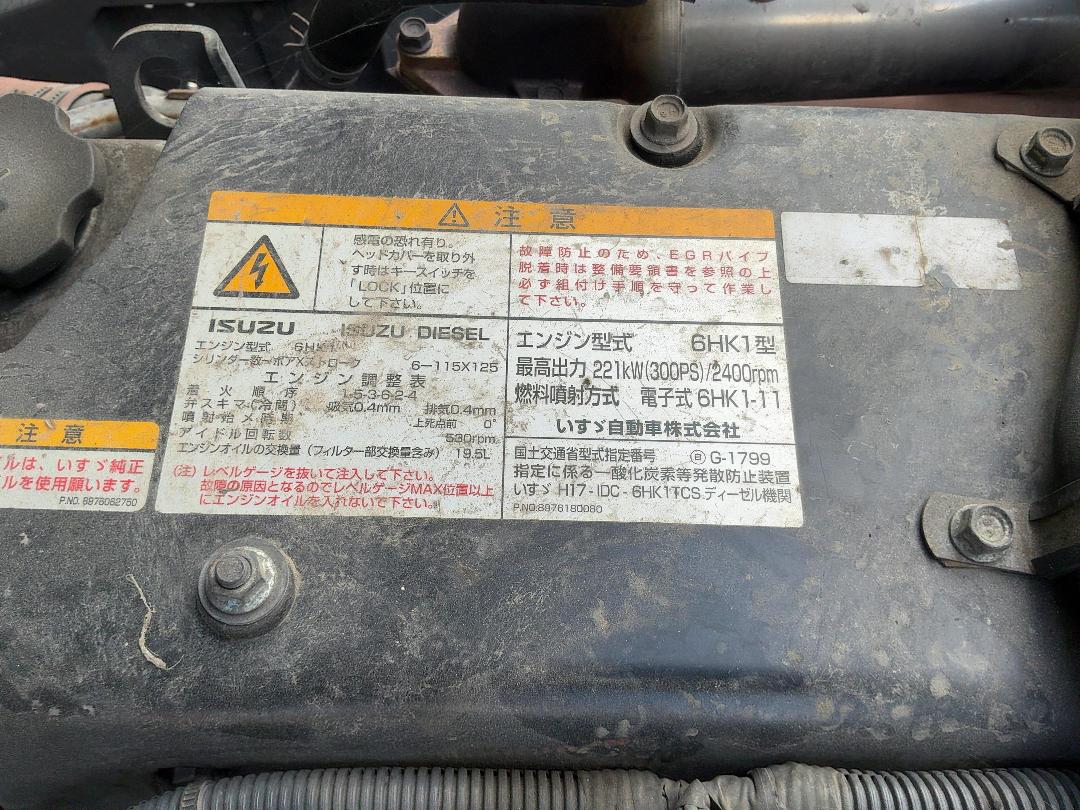 注意
感電の恐れ有り。
ヘッドカバーを取り外
す時はキースイッチを
「LOCK」位置に
して下さい。
故障防止のため、EGRパイプ
脱着時は整備要領書を参照の上
必ず組付け手順を守って作業し
て下さい。
ISUZU ISUZU DIESEL
エンジン型式 6HK1
シリンダー数ーボアXストローク 6-115X125
エンジン調整表
着火順序 1-5-3-6-2-4
弁スキマ(冷間) 吸気0.4mm 排気0.4mm
噴射始め時期 上死点前 0°
アイドル回転数 530rpm
エンジンオイルの交換量(フィルター部交換量含み) 19.5L
(注)レベルゲージを抜いて注入して下さい。
故障の原因となるのでレベルゲージMAX位置以上
にエンジンオイルを入れないで下さい。
エンジン型式 6HK1型
最高出力 221kW(300PS)/2400rpm
燃料噴射方式 電子式6HK1-11
いすゞ自動車株式会社
国土交通省型式指定番号 ㊐ G-1799
指定に係る一酸化炭素等発散防止装置
いすゞ H17-IDC-6HK1TCS.ディーゼル機関
P.NO.8976180080
注意
ルは、いすゞ純正
ルを使用願います。
P.NO. 8976062750